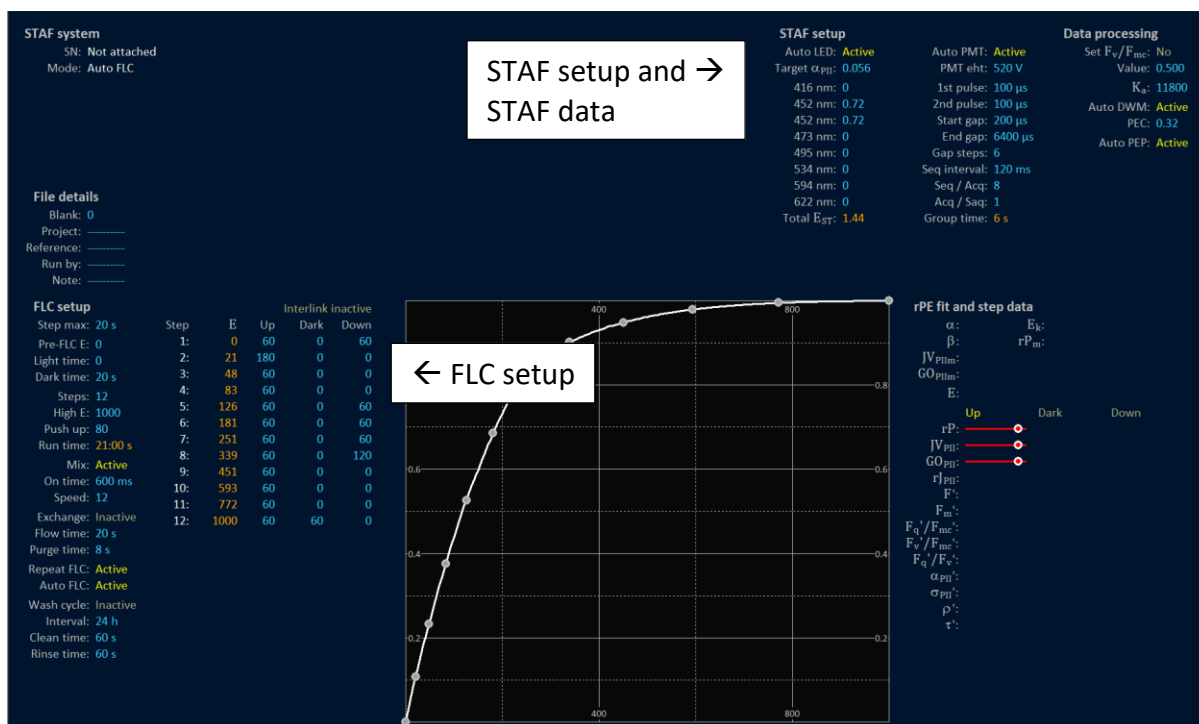 STAF system
SN: Not attached
Mode: Auto FLC
STAF setup and →
STAF data
STAF setup
Auto LED: Active
Target αPII: 0.056
416 nm: 0
452 nm: 0.72
452 nm: 0.72
473 nm: 0
495 nm: 0
534 nm: 0
594 nm: 0
622 nm: 0
Total EST: 1.44
Auto PMT: Active
PMT eht: 520 V
1st pulse: 100 µs
2nd pulse: 100 µs
Start gap: 200 µs
End gap: 6400 µs
Gap steps: 6
Seq interval: 120 ms
Seq / Acq: 8
Acq / Saq: 1
Group time: 6 s
Data processing
Set Fv/Fmc: No
Value: 0.500
Ka: 11800
Auto DWM: Active
PEC: 0.32
Auto PEP: Active
File details
Blank: 0
Project: ----------
Reference: ----------
Run by: ----------
Note: ----------
FLC setup
Step max: 20 s
Pre-FLC E: 0
Light time: 0
Dark time: 20 s
Steps: 12
High E: 1000
Push up: 80
Run time: 21:00 s
Mix: Active
On time: 600 ms
Speed: 12
Exchange: Inactive
Flow time: 20 s
Purge time: 8 s
Repeat FLC: Active
Auto FLC: Active
Wash cycle: Inactive
Interval: 24 h
Clean time: 60 s
Rinse time: 60 s
Interlink inactive
Step E Up Dark Down
1: 0 60 0 60
2: 21 180 0 0
3: 48 60 0 0
4: 83 60 0 0
5: 126 60 0 60
6: 181 60 0 60
7: 251 60 0 60
8: 339 60 0 120
9: 451 60 0 0
10: 593 60 0 0
11: 772 60 0 0
12: 1000 60 60 0
← FLC setup
400 800
0.8
0.6 0.6
0.4 0.4
0.2 0.2
400 800
rPE fit and step data
α: Ek:
β: rPm:
JVPIIm:
GOPIIm:
E:
Up Dark Down
rP:
JVPII:
GOPII:
rJPII:
F':
Fm':
Fq'/Fmc':
Fv'/Fmc':
Fq'/Fv':
αPII':
σPII':
ρ':
τ':